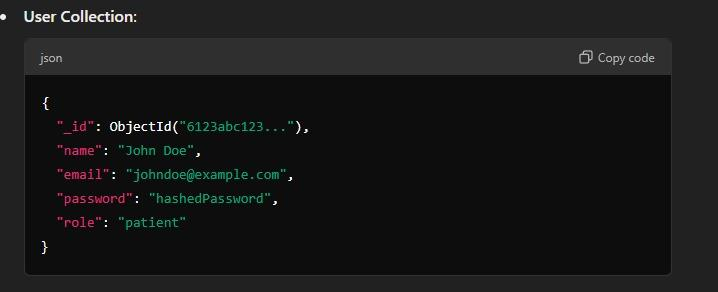 • User Collection:
json
Copy code
{
"_id": ObjectId("6123abc123..."),
"name": "John Doe",
"email": "johndoe@example.com",
"password": "hashedPassword",
"role": "patient"
}